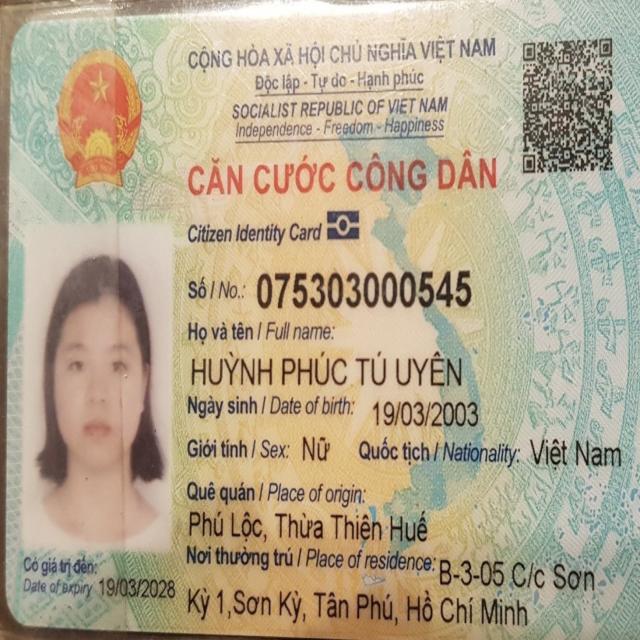 CỘNG HÒA XÃ HỘI CHỦ NGHĨA VIỆT NAM
Độc lập - Tự do - Hạnh phúc
SOCIALIST REPUBLIC OF VIET NAM
Independence - Freedom - Happiness
CĂN CƯỚC CÔNG DÂN
Citizen Identity Card
Số / No.: 075303000545
Họ và tên / Full name:
HUỲNH PHÚC TÚ UYÊN
Ngày sinh / Date of birth: 19/03/2003
Giới tính / Sex: Nữ Quốc tịch / Nationality: Việt Nam
Quê quán / Place of origin:
Phú Lộc, Thừa Thiên Huế
Nơi thường trú / Place of residence: B-3-05 C/c Sơn
Kỳ 1,Sơn Kỳ, Tân Phú, Hồ Chí Minh
Có giá trị đến:
Date of expiry 19/03/2028